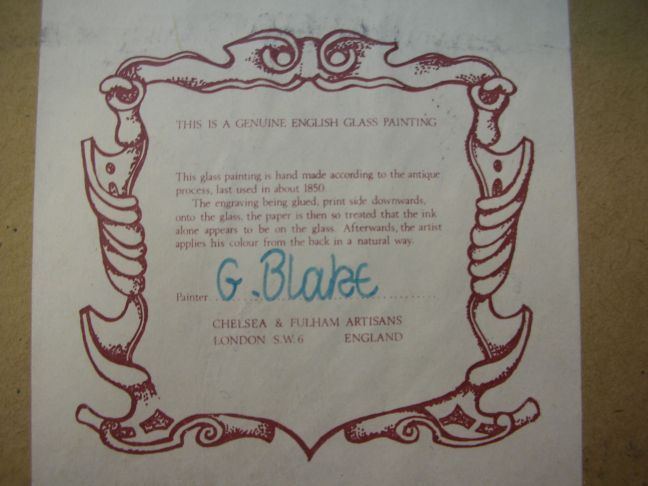 THIS IS A GENUINE ENGLISH GLASS PAINTING
This glass painting is hand made according to the antique
process, last used in about 1850.
The engraving being glued, print side downwards,
onto the glass, the paper is then so treated that the ink
alone appears to be on the glass. Afterwards, the artist
applies his colour from the back in a natural way.
Painter G. Blake
CHELSEA & FULHAM ARTISANS
LONDON S.W. 6 ENGLAND